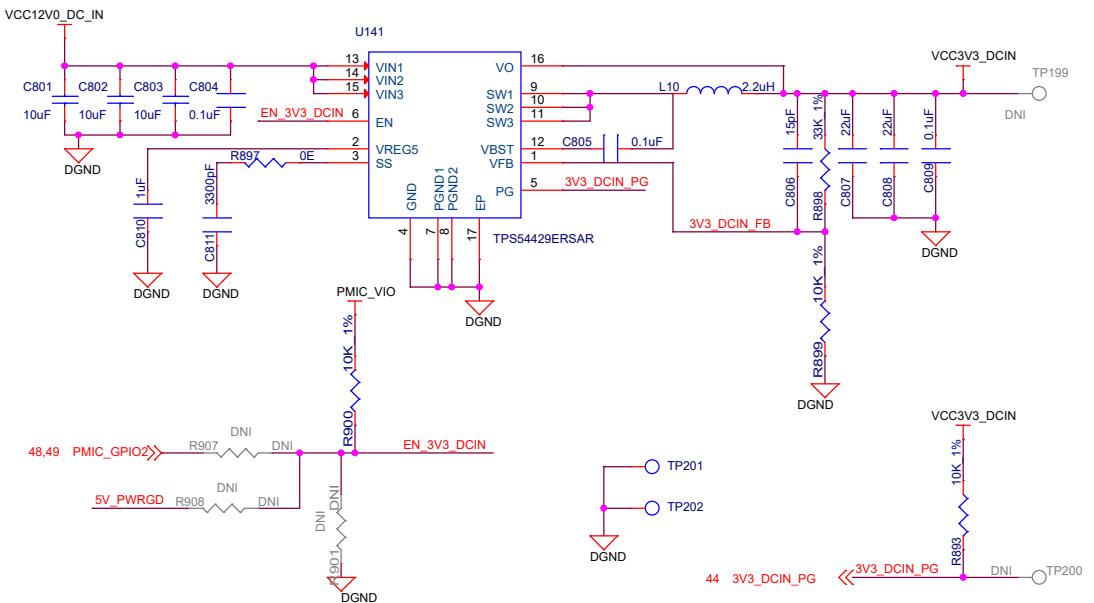 VCC12V0_DC_IN
U141
C801
C802
C803
C804
10uF
10uF
10uF
0.1uF
DGND
EN_3V3_DCIN
13
14
15
6
2
3
VIN1
VIN2
VIN3
EN
VREG5
SS
VO
SW1
SW2
SW3
VBST
VFB
PG
16
9
10
11
12
1
5
GND
PGND1
PGND2
EP
4
7
8
17
TPS54429ERSAR
DGND
R897
0E
1uF
C810
DGND
3300pF
C811
DGND
L10
2.2uH
C805
0.1uF
3V3_DCIN_PG
3V3_DCIN_FB
VCC3V3_DCIN
TP199
DNI
15pF
C806
33K 1%
R898
22uF
C807
22uF
C808
0.1uF
C809
DGND
10K 1%
R899
DGND
PMIC_VIO
10K 1%
R900
48,49 PMIC_GPIO2
R907
DNI
DNI
EN_3V3_DCIN
5V_PWRGD
R908
DNI
DNI
DNI
DNI
R901
DGND
TP201
TP202
DGND
VCC3V3_DCIN
10K 1%
R893
44 3V3_DCIN_PG
3V3_DCIN_PG
DNI
TP200